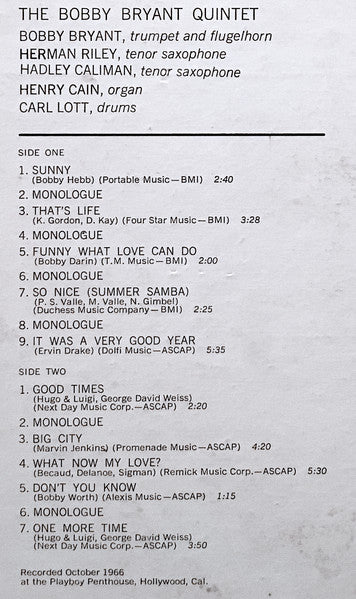 THE BOBBY BRYANT QUINTET
BOBBY BRYANT, trumpet and flugelhorn
HERMAN RILEY, tenor saxophone
HADLEY CALIMAN, tenor saxophone
HENRY CAIN, organ
CARL LOTT, drums
SIDE ONE
1. SUNNY
(Bobby Hebb) (Portable Music—BMI) 2:40
2. MONOLOGUE
3. THAT'S LIFE
(K. Gordon, D. Kay) (Four Star Music—BMI) 3:28
4. MONOLOGUE
5. FUNNY WHAT LOVE CAN DO
(Bobby Darin) (T.M. Music—BMI) 2:00
6. MONOLOGUE
7. SO NICE (SUMMER SAMBA)
(P. S. Valle, M. Valle, N. Gimbel)
(Duchess Music Company—BMI) 2:25
8. MONOLOGUE
9. IT WAS A VERY GOOD YEAR
(Ervin Drake) (Dolfi Music—ASCAP) 5:35
SIDE TWO
1. GOOD TIMES
(Hugo & Luigi, George David Weiss)
(Next Day Music Corp.—ASCAP) 2:20
2. MONOLOGUE
3. BIG CITY
(Marvin Jenkins) (Promenade Music—ASCAP) 4:20
4. WHAT NOW MY LOVE?
(Becaud, Delanoe, Sigman) (Remick Music Corp.—ASCAP) 5:30
5. DON'T YOU KNOW
(Bobby Worth) (Alexis Music—ASCAP) 1:15
6. MONOLOGUE
7. ONE MORE TIME
(Hugo & Luigi, George David Weiss)
(Next Day Music Corp.—ASCAP) 3:50
Recorded October 1966
at the Playboy Penthouse, Hollywood, Cal.